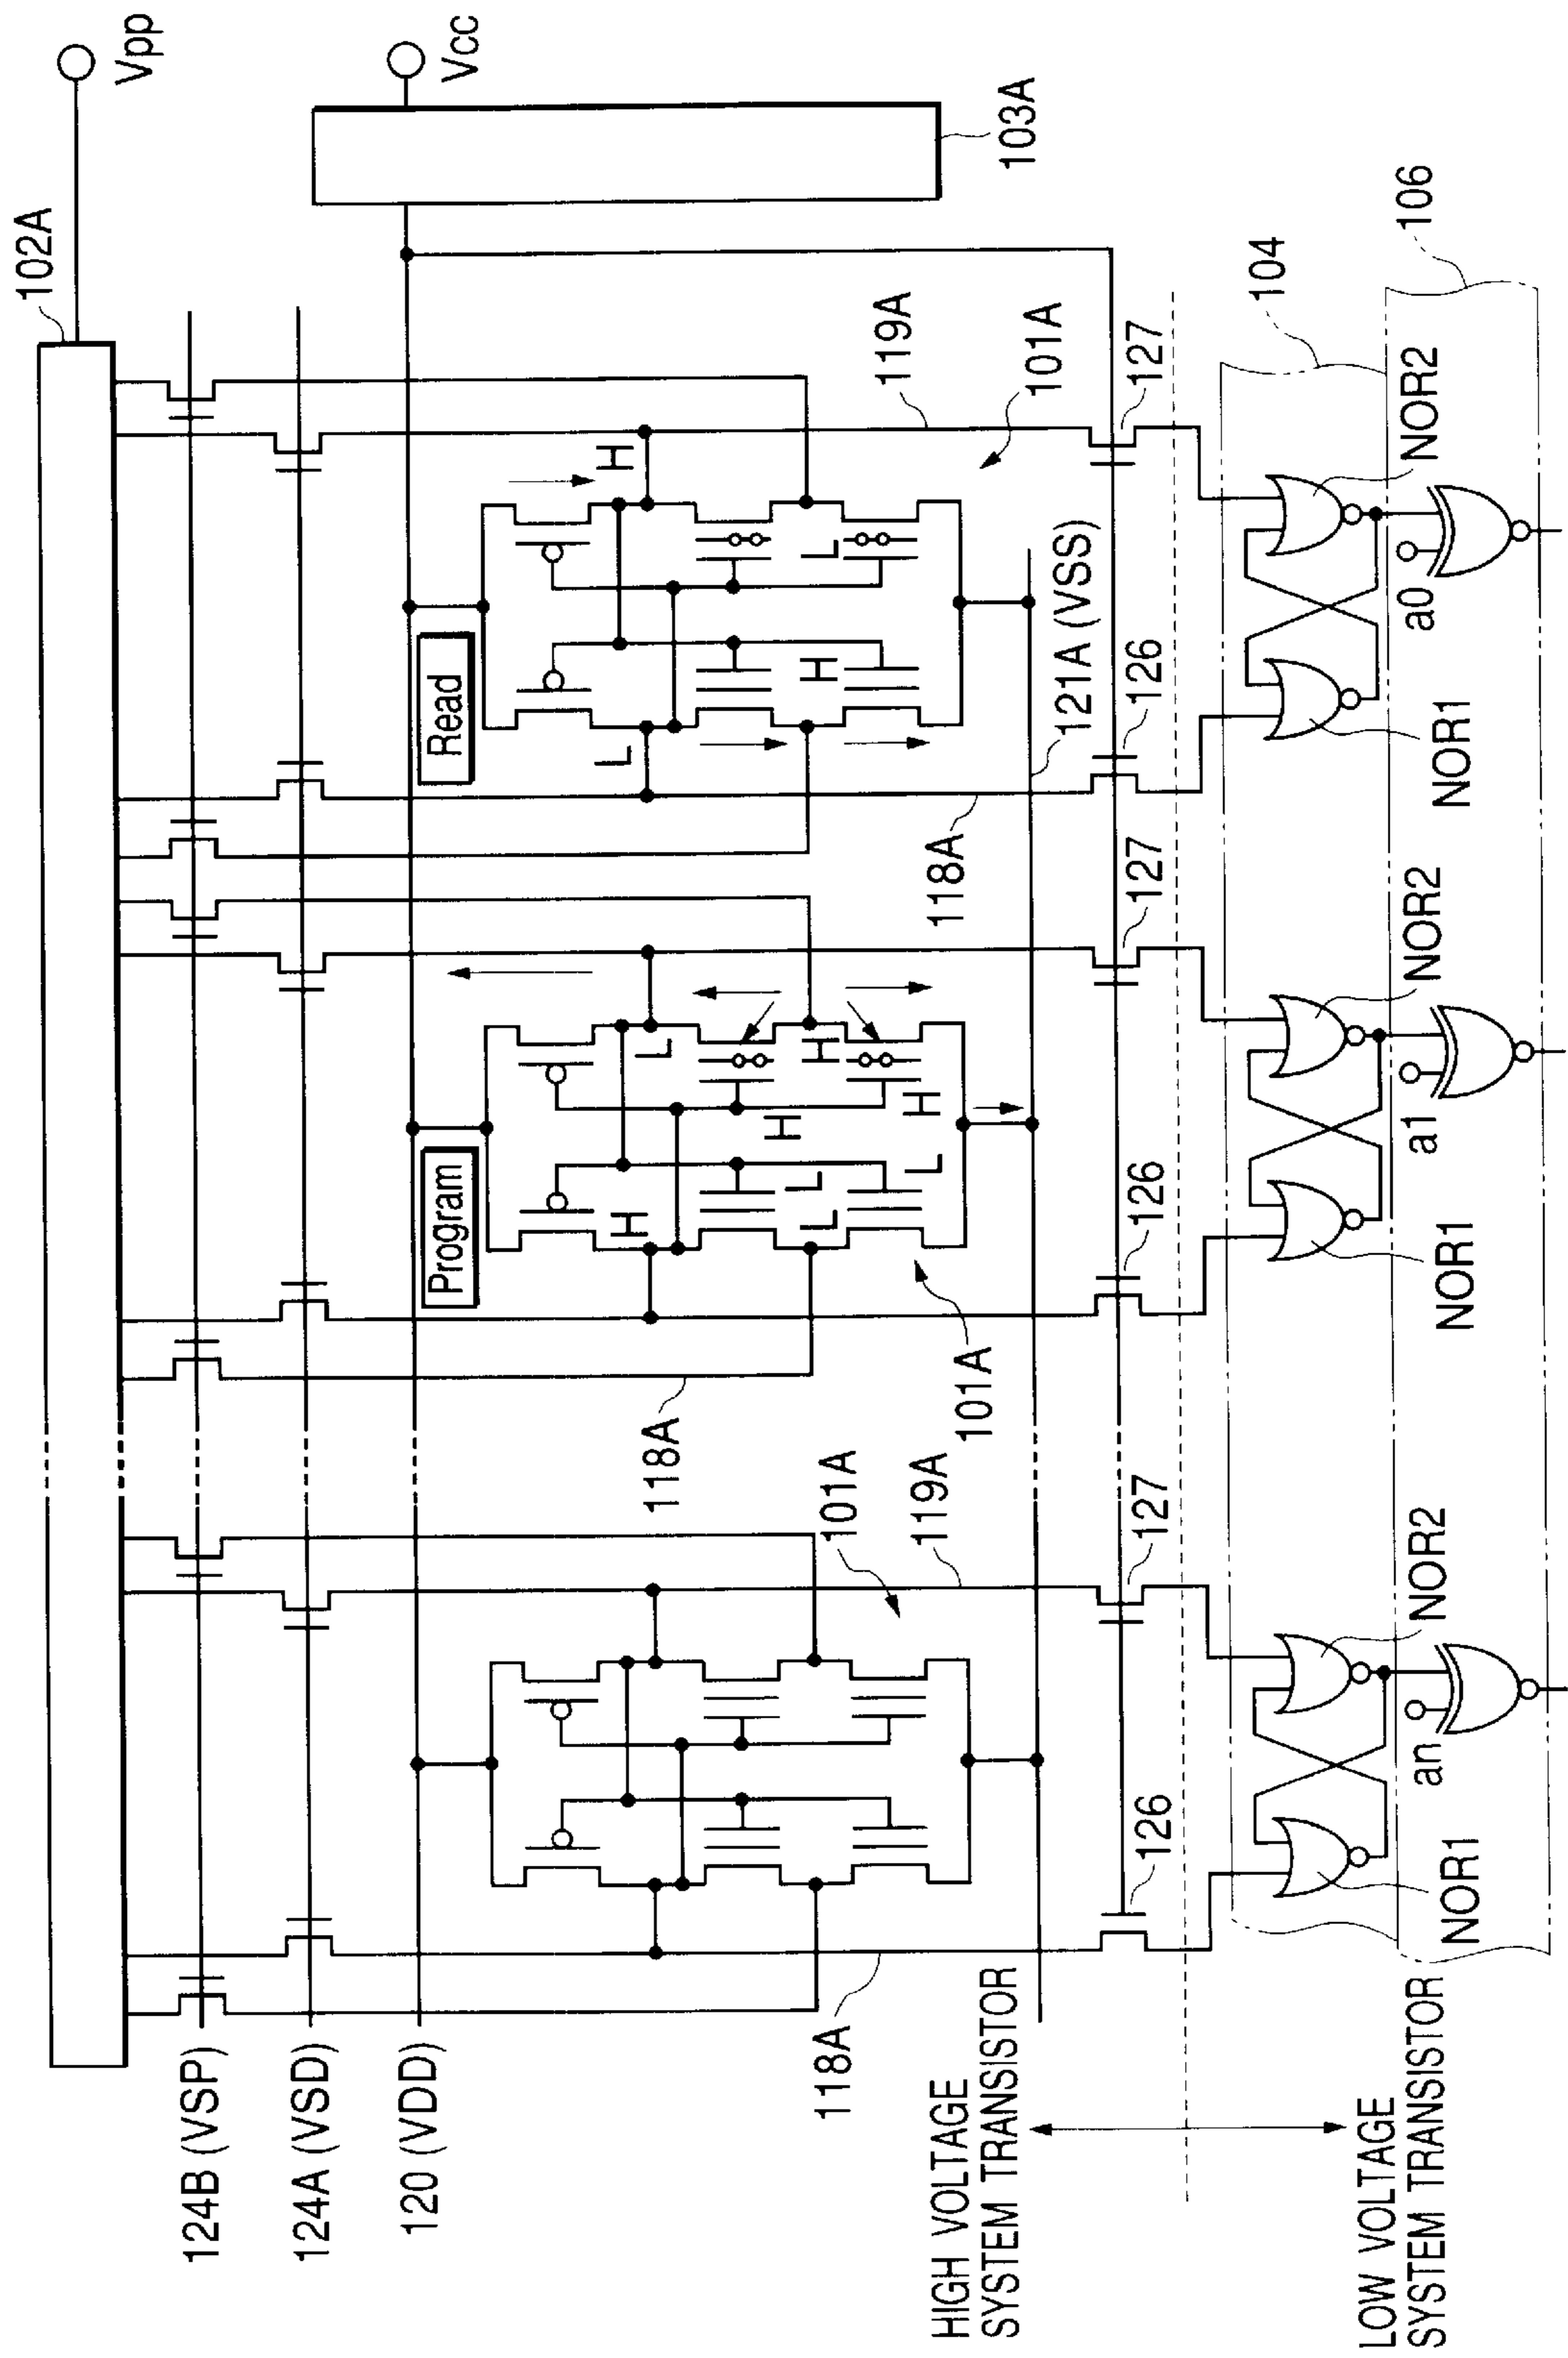 102A
Vpp
Vcc
103A
124B (VSP)
124A (VSD)
120 (VDD)
Program
Read
H
L
H
L
L
L
H
L
H
H
L
H
L
H
118A
101A
119A
118A
101A
118A
119A
101A
121A (VSS)
126
127
126
127
126
127
HIGH VOLTAGE
SYSTEM TRANSISTOR
LOW VOLTAGE
SYSTEM TRANSISTOR
104
106
NOR1
NOR2
an
NOR1
NOR2
a1
NOR1
NOR2
a0